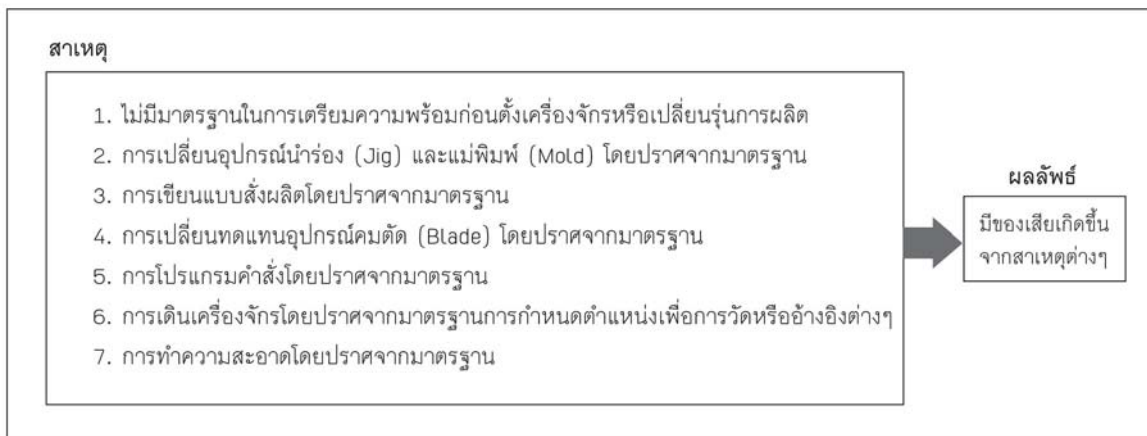 สาเหตุ
1. ไม่มีมาตรฐานในการเตรียมความพร้อมก่อนตั้งเครื่องจักรหรือเปลี่ยนรุ่นการผลิต
2. การเปลี่ยนอุปกรณ์นำร่อง (Jig) และแม่พิมพ์ (Mold) โดยปราศจากมาตรฐาน
3. การเขียนแบบสั่งผลิตโดยปราศจากมาตรฐาน
4. การเปลี่ยนทดแทนอุปกรณ์คมตัด (Blade) โดยปราศจากมาตรฐาน
5. การโปรแกรมคำสั่งโดยปราศจากมาตรฐาน
6. การเดินเครื่องจักรโดยปราศจากมาตรฐานการกำหนดตำแหน่งเพื่อการวัดหรืออ้างอิงต่างๆ
7. การทำความสะอาดโดยปราศจากมาตรฐาน
ผลลัพธ์
มีของเสียเกิดขึ้น
จากสาเหตุต่างๆ